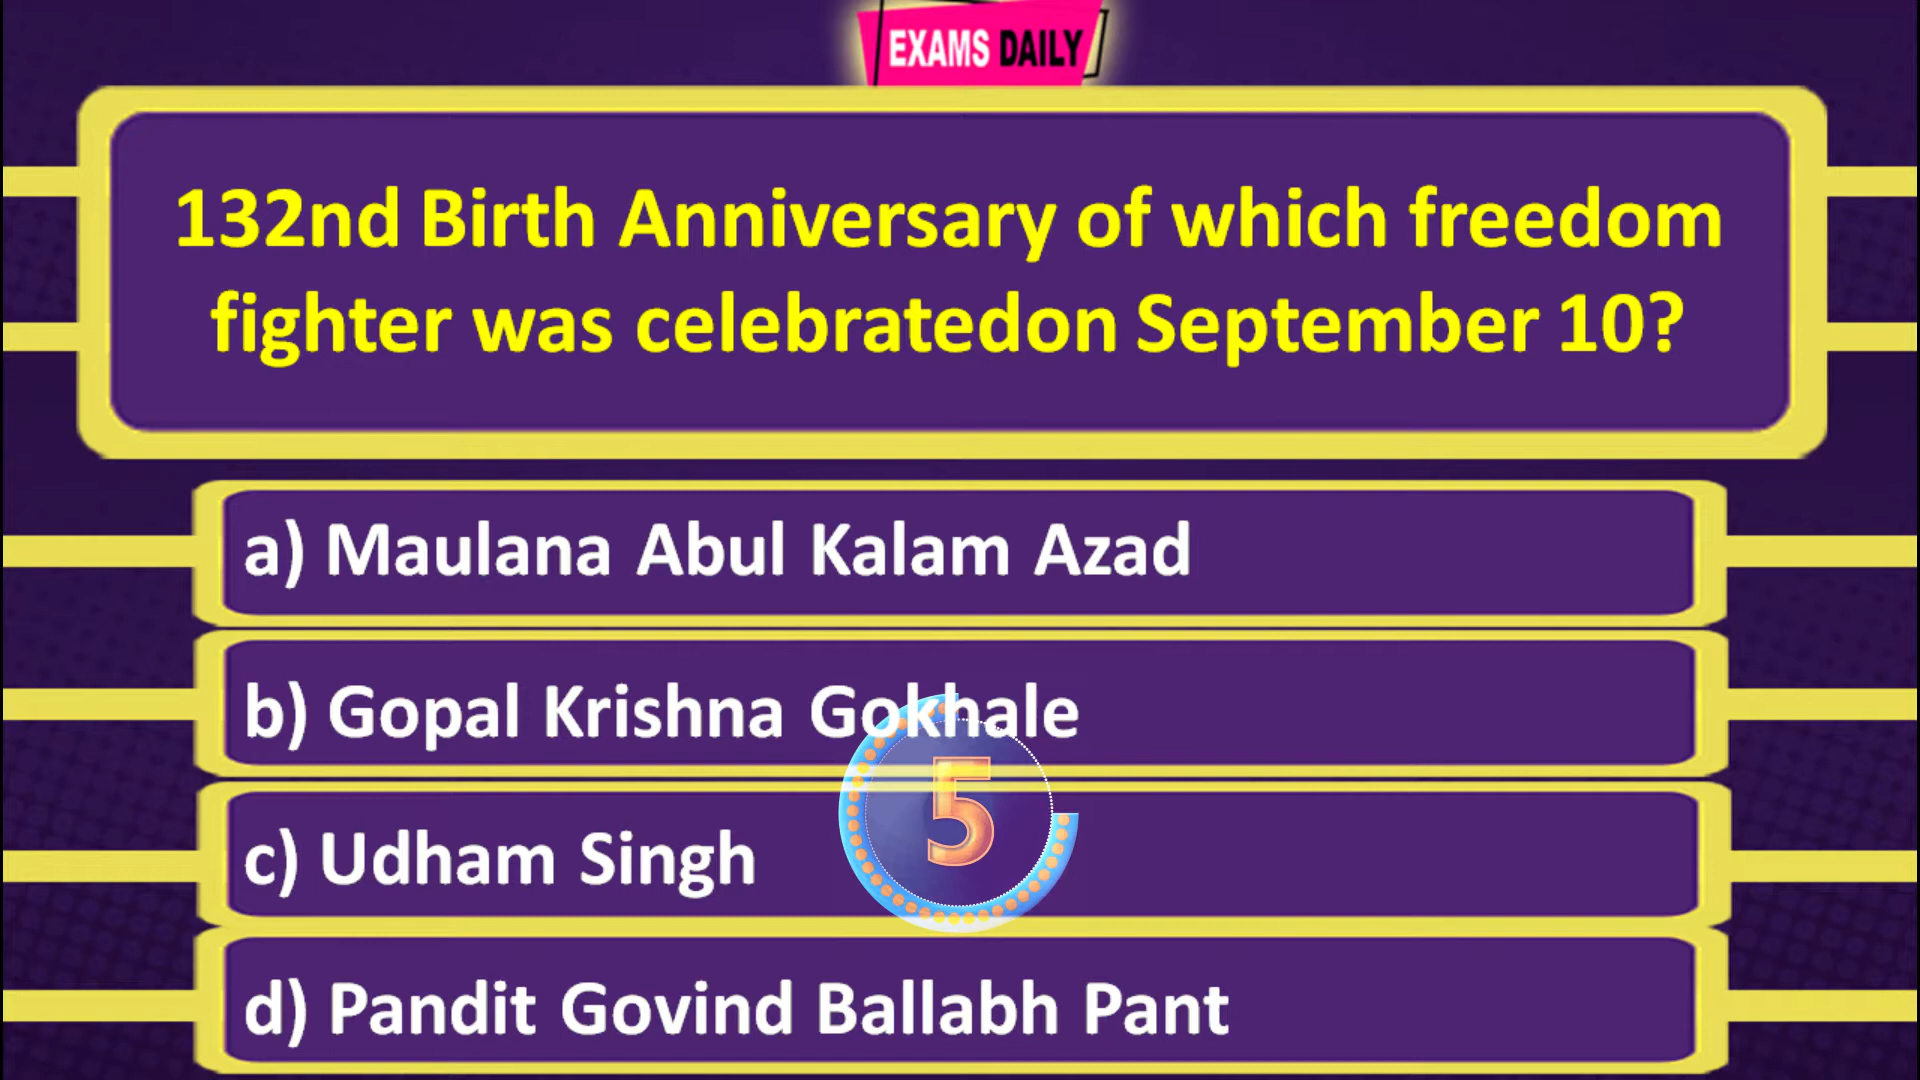 EXAMS DAILY
132nd Birth Anniversary of which freedom
fighter was celebratedon September 10?
a) Maulana Abul Kalam Azad
b) Gopal Krishna Gokhale
5
c) Udham Singh
d) Pandit Govind Ballabh Pant